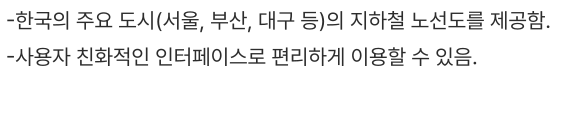 -한국의 주요 도시(서울, 부산, 대구 등)의 지하철 노선도를 제공함.
-사용자 친화적인 인터페이스로 편리하게 이용할 수 있음.